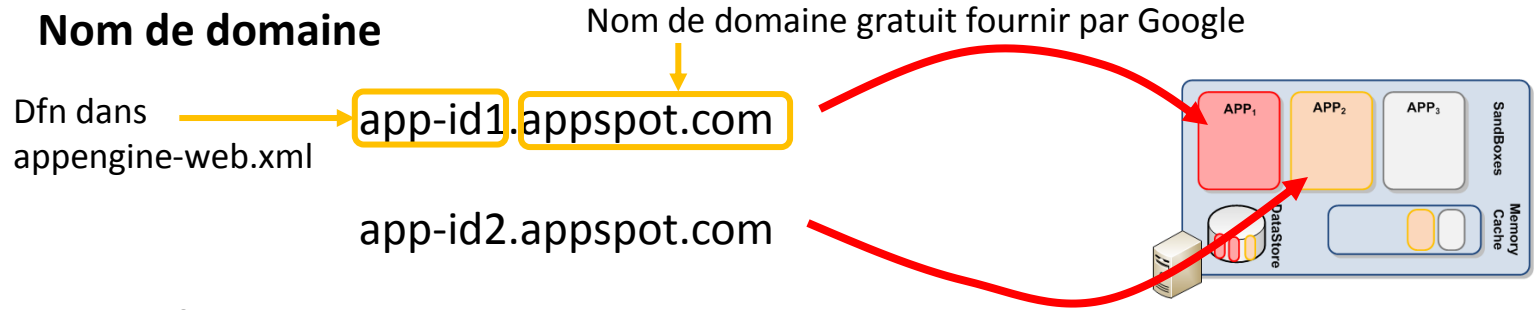 Nom de domaine
Nom de domaine gratuit fournir par Google
Dfn dans
appengine-web.xml
app-id1.appspot.com
app-id2.appspot.com
APP₁
APP₂
APP₃
SandBoxes
DataStore
Memory
Cache